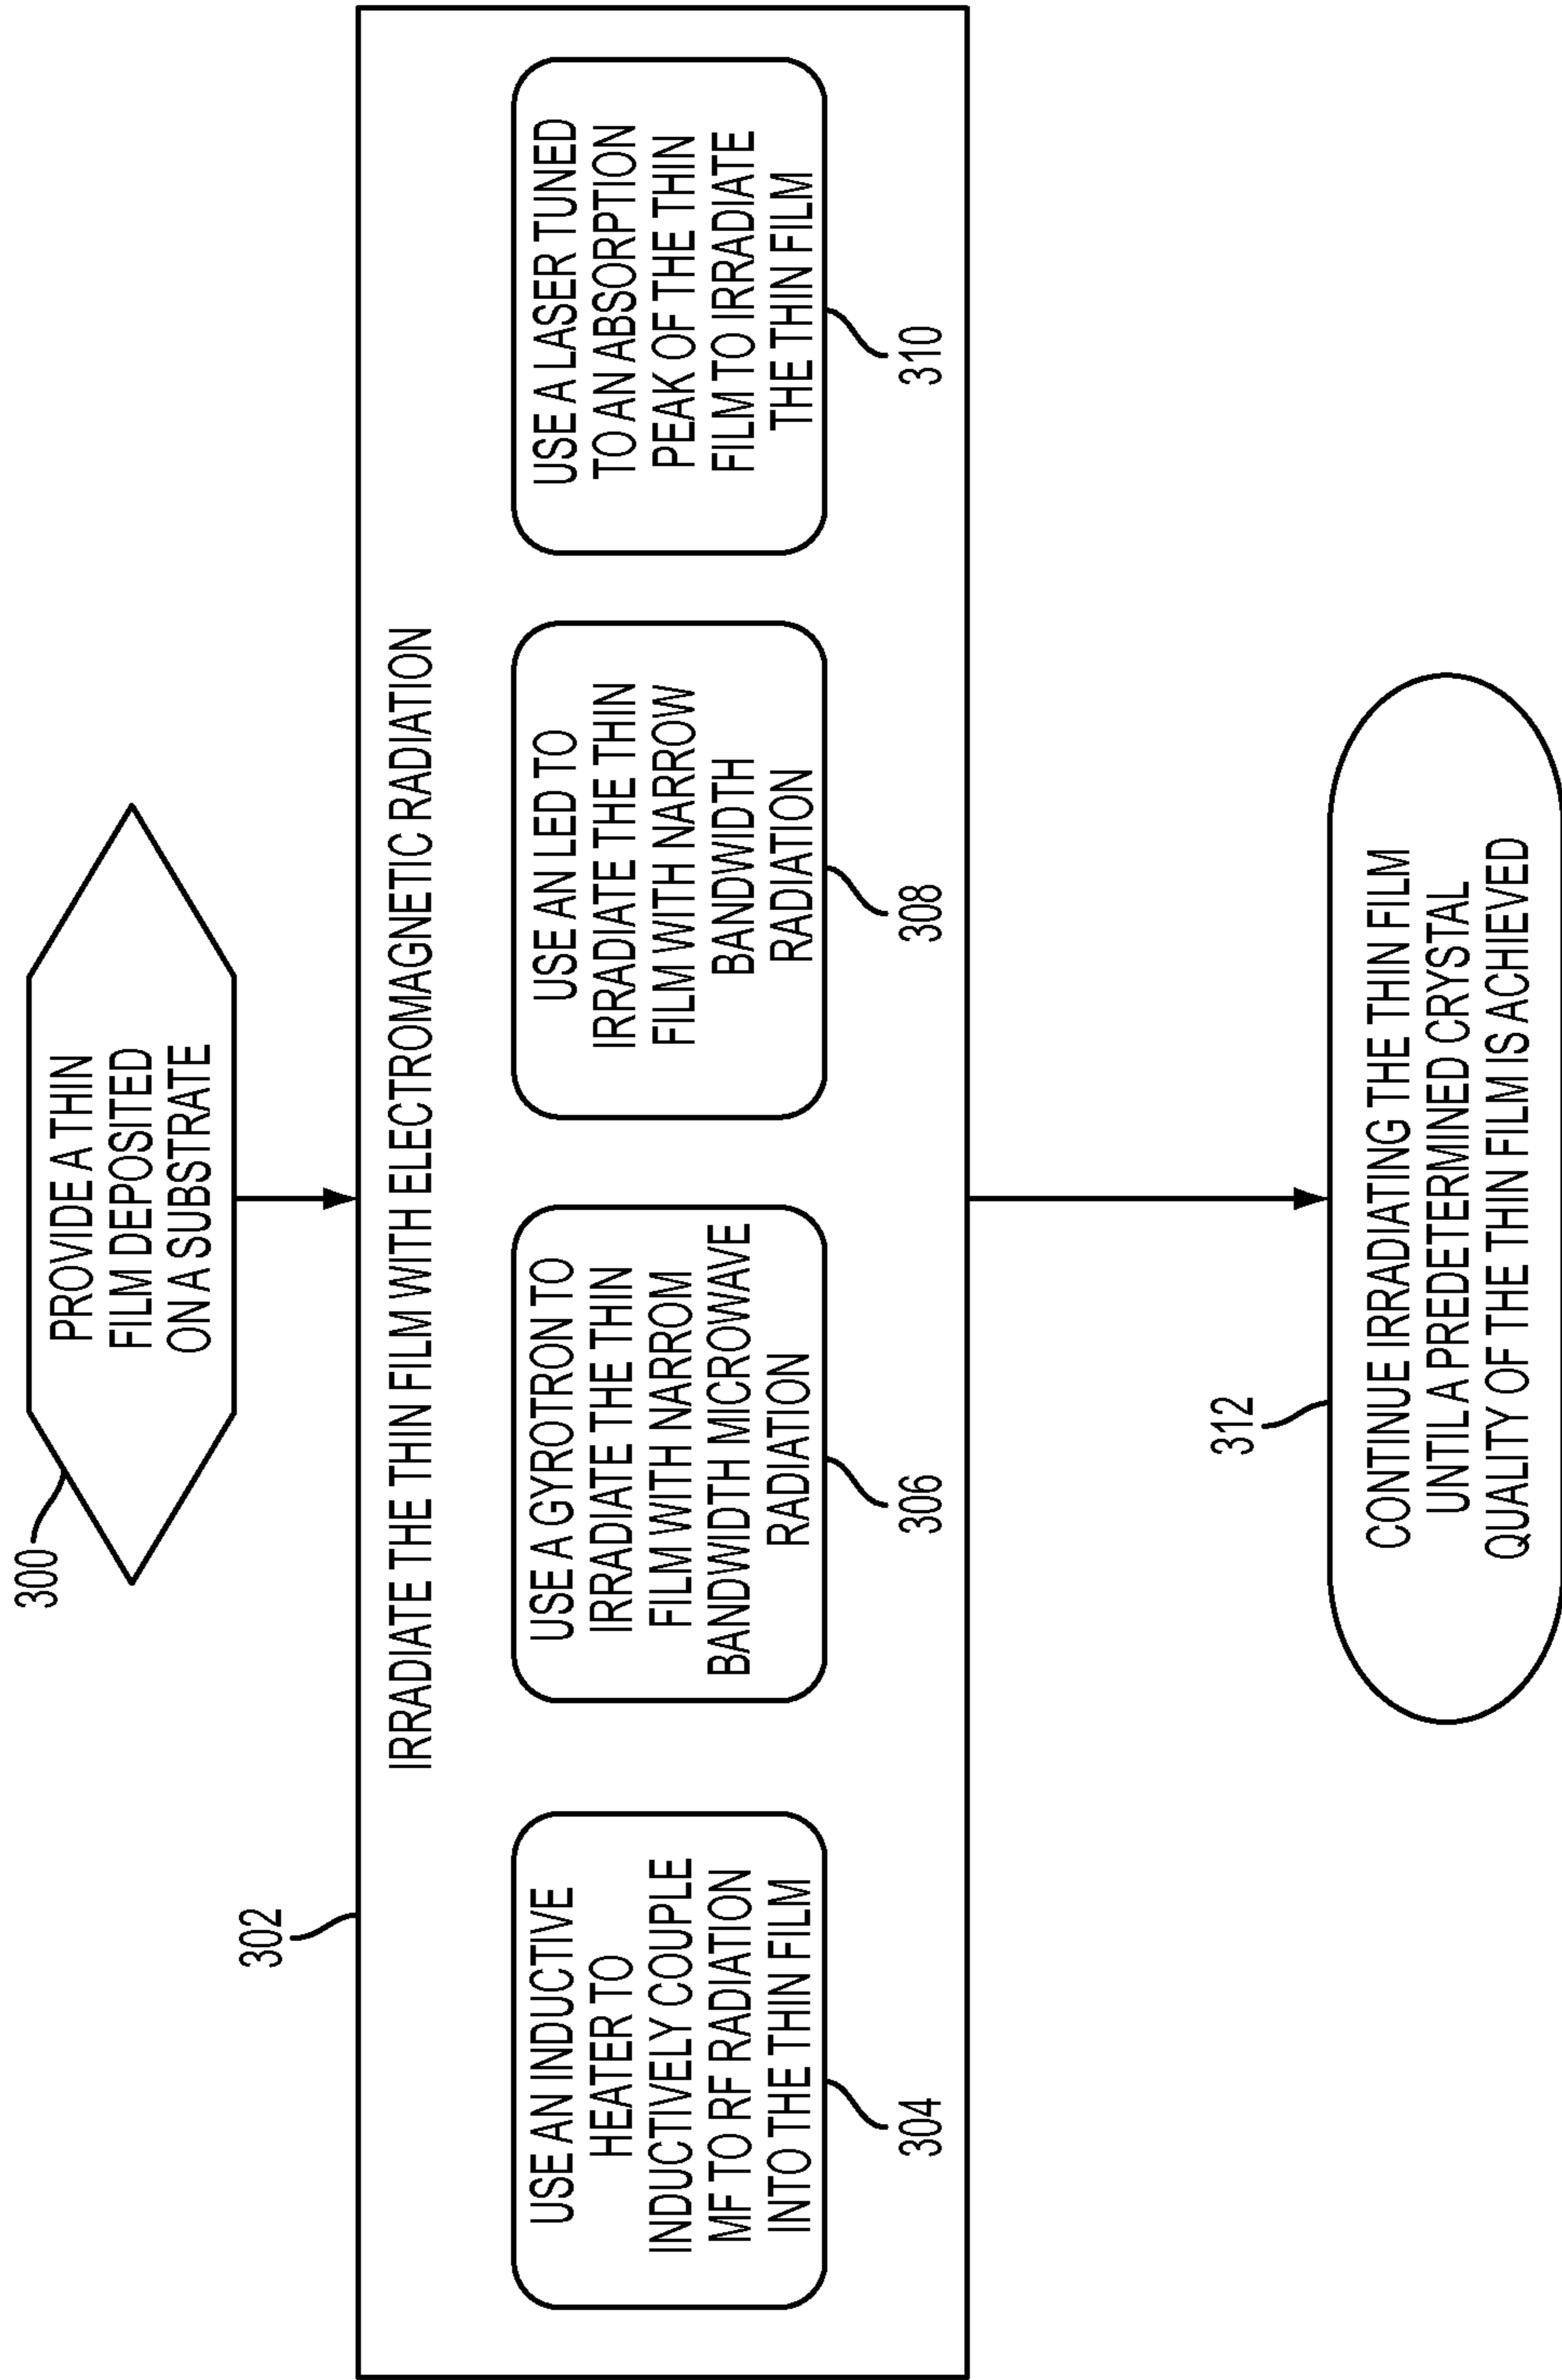 300
PROVIDE A THIN
FILM DEPOSITED
ON A SUBSTRATE
302
IRRADIATE THE THIN FILM WITH ELECTROMAGNETIC RADIATION
USE AN INDUCTIVE
HEATER TO
INDUCTIVELY COUPLE
MF TO RF RADIATION
INTO THE THIN FILM
304
USE A GYROTRON TO
IRRADIATE THE THIN
FILM WITH NARROM
BANDWIDTH MICROWAVE
RADIATION
306
USE AN LED TO
IRRADIATE THE THIN
FILM WITH NARROW
BANDWIDTH
RADIATION
308
USE A LASER TUNED
TO AN ABSORPTION
PEAK OF THE THIN
FILM TO IRRADIATE
THE THIN FILM
310
312
CONTINUE IRRADIATING THE THIN FILM
UNTIL A PREDETERMINED CRYSTAL
QUALITY OF THE THIN FILM IS ACHIEVED